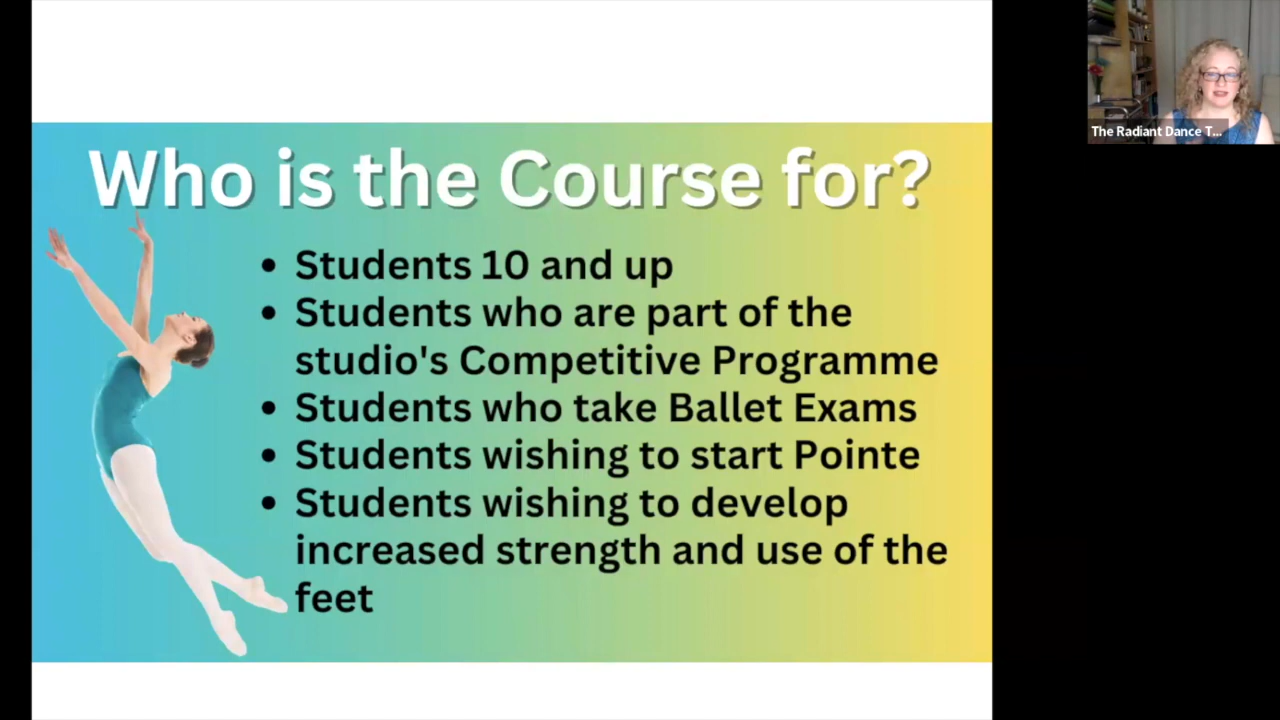 Who is the Course for?
• Students 10 and up
• Students who are part of the
studio's Competitive Programme
• Students who take Ballet Exams
• Students wishing to start Pointe
• Students wishing to develop
increased strength and use of the
feet
The Radiant Dance T...